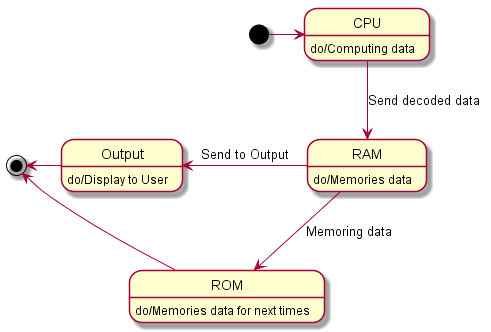 CPU
do/Computing data
Send decoded data
Output
do/Display to User
Send to Output
RAM
do/Memories data
Memoring data
ROM
do/Memories data for next times